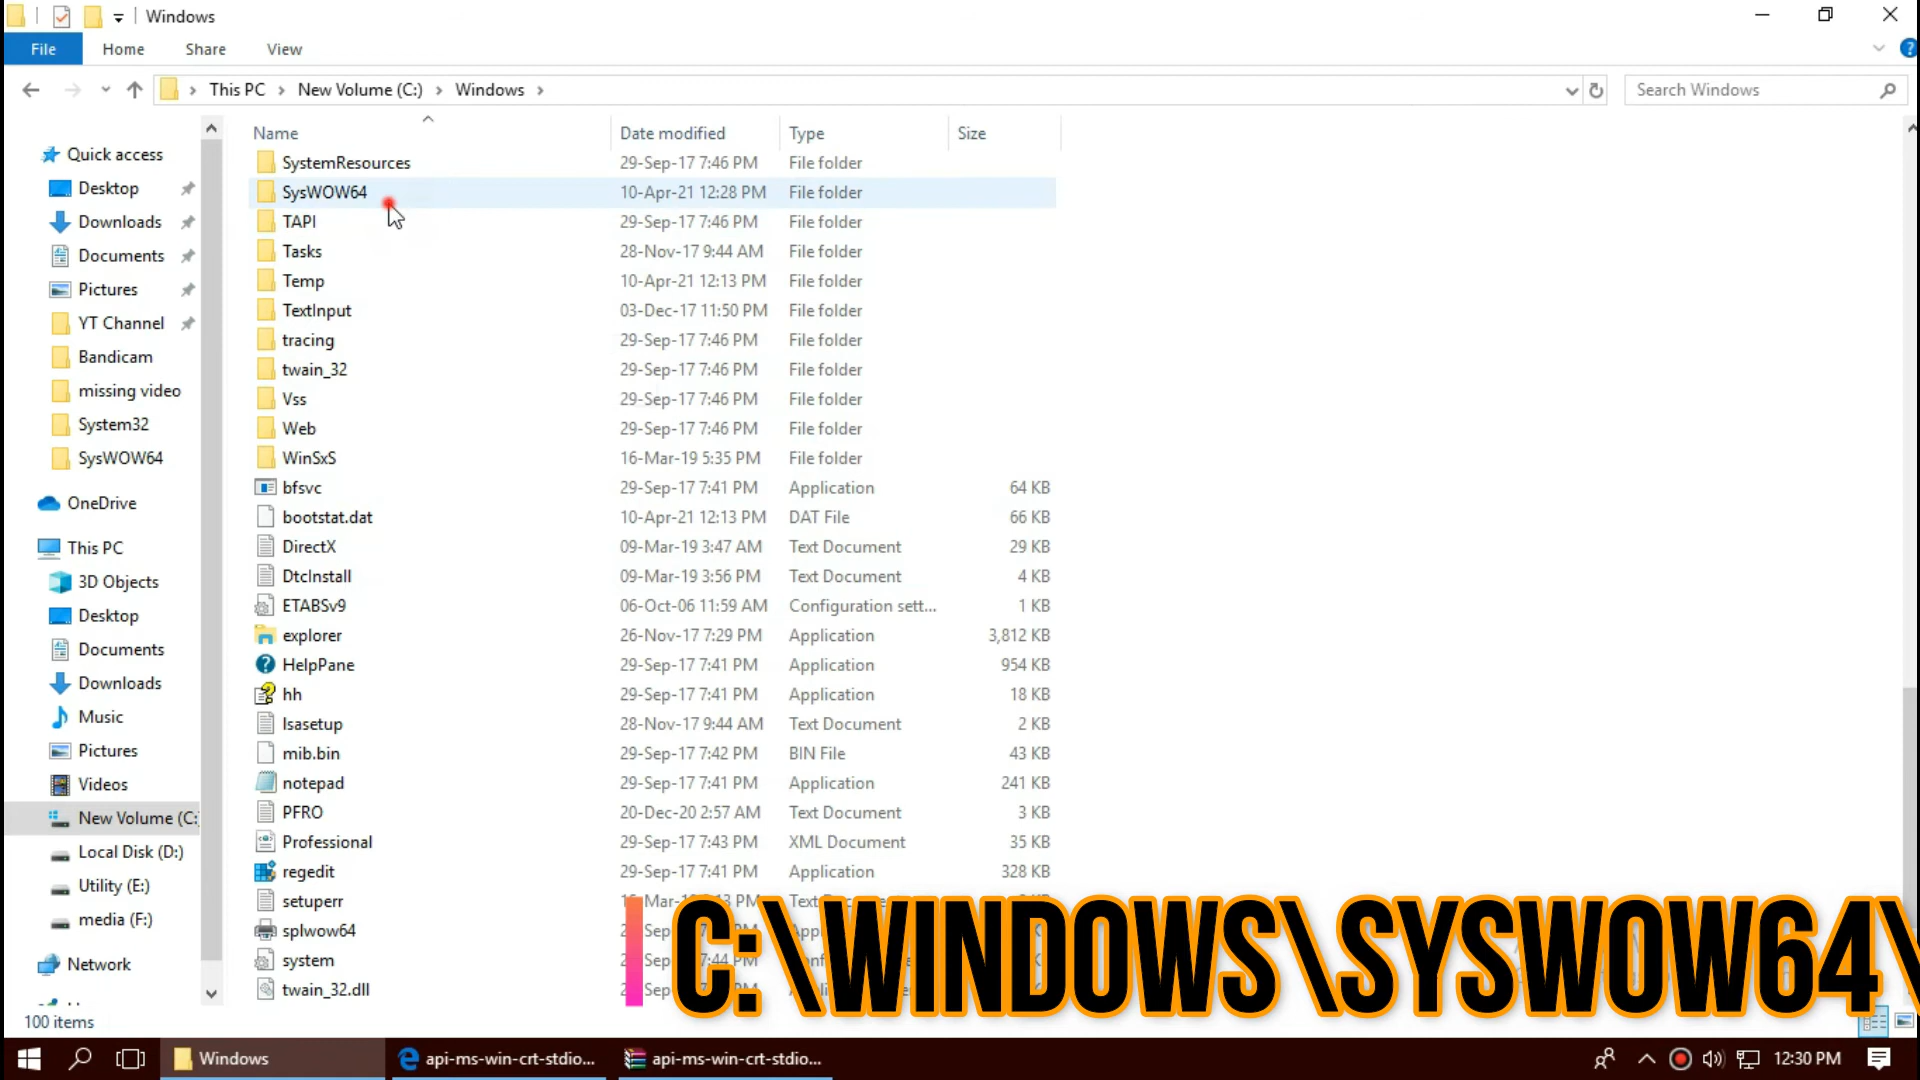 Windows
File Home Share View
This PC New Volume (C:) Windows
Search Windows
Name Date modified Type Size
Quick access
Desktop
Downloads
Documents
Pictures
YT Channel
Bandicam
missing video
System32
SysWOW64
OneDrive
This PC
3D Objects
Desktop
Documents
Downloads
Music
Pictures
Videos
New Volume (C:
Local Disk (D:)
Utility (E:)
media (F:)
Network
SystemResources 29-Sep-17 7:46 PM File folder
SysWOW64 10-Apr-21 12:28 PM File folder
TAPI 29-Sep-17 7:46 PM File folder
Tasks 28-Nov-17 9:44 AM File folder
Temp 10-Apr-21 12:13 PM File folder
TextInput 03-Dec-17 11:50 PM File folder
tracing 29-Sep-17 7:46 PM File folder
twain_32 29-Sep-17 7:46 PM File folder
Vss 29-Sep-17 7:46 PM File folder
Web 29-Sep-17 7:46 PM File folder
WinSxS 16-Mar-19 5:35 PM File folder
bfsvc 29-Sep-17 7:41 PM Application 64 KB
bootstat.dat 10-Apr-21 12:13 PM DAT File 66 KB
DirectX 09-Mar-19 3:47 AM Text Document 29 KB
DtcInstall 09-Mar-19 3:56 PM Text Document 4 KB
ETABSv9 06-Oct-06 11:59 AM Configuration sett... 1 KB
explorer 26-Nov-17 7:29 PM Application 3,812 KB
HelpPane 29-Sep-17 7:41 PM Application 954 KB
hh 29-Sep-17 7:41 PM Application 18 KB
lsasetup 28-Nov-17 9:44 AM Text Document 2 KB
mib.bin 29-Sep-17 7:42 PM BIN File 43 KB
notepad 29-Sep-17 7:41 PM Application 241 KB
PFRO 20-Dec-20 2:57 AM Text Document 3 KB
Professional 29-Sep-17 7:43 PM XML Document 35 KB
regedit 29-Sep-17 7:41 PM Application 328 KB
setuperr
splwow64
system
twain_32.dll
C:\WINDOWS\SYSWOW64\
100 items
Windows api-ms-win-crt-stdio... api-ms-win-crt-stdio... 12:30 PM